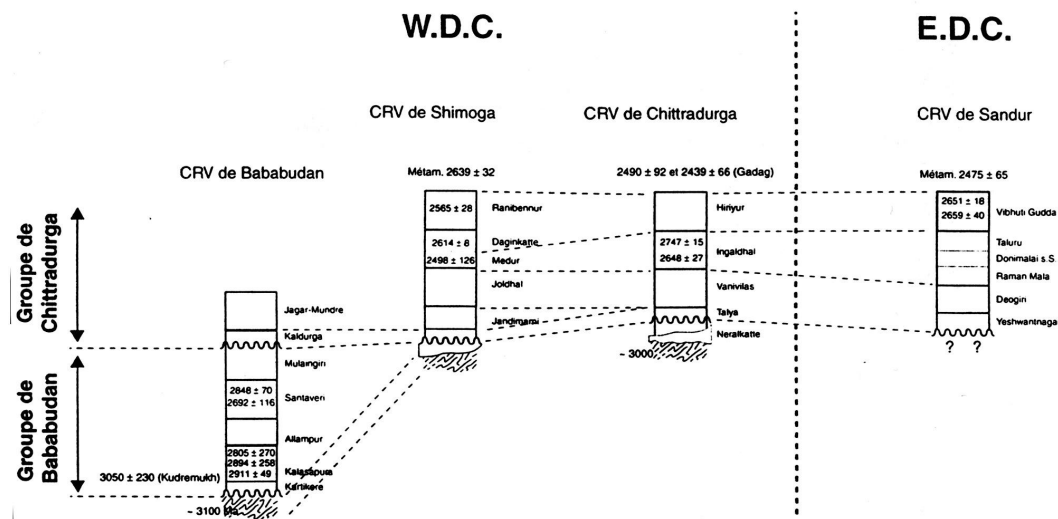 W.D.C.
E.D.C.
CRV de Shimoga
CRV de Chittradurga
CRV de Sandur
CRV de Bababudan
Métam. 2639 ± 32
2490 ± 92 et 2439 ± 66 (Gadag)
Métam. 2475 ± 65
Groupe de
Chittradurga
Groupe de
Bababudan
Jagar-Mundre
Kaldurga
Mulaingiri
2848 ± 70
2692 ± 116
Santaveri
Allampur
2805 ± 270
2894 ± 258
2911 ± 49
Kalasapura
Kartikere
3050 ± 230 (Kudremukh)
~ 3100 Ma
2565 ± 28
Ranibennur
2614 ± 8
Daginkatte
2498 ± 126
Medur
Joldhal
Jandimami
Hiriyur
2747 ± 15
2648 ± 27
Ingaldhal
Vanivilas
Talya
Neralkatte
~ 3000
2651 ± 18
2659 ± 40
Vibhuti Gudda
Taluru
Donimalai s.S.
Raman Mala
Deogiri
Yeshwantnaga
? ?